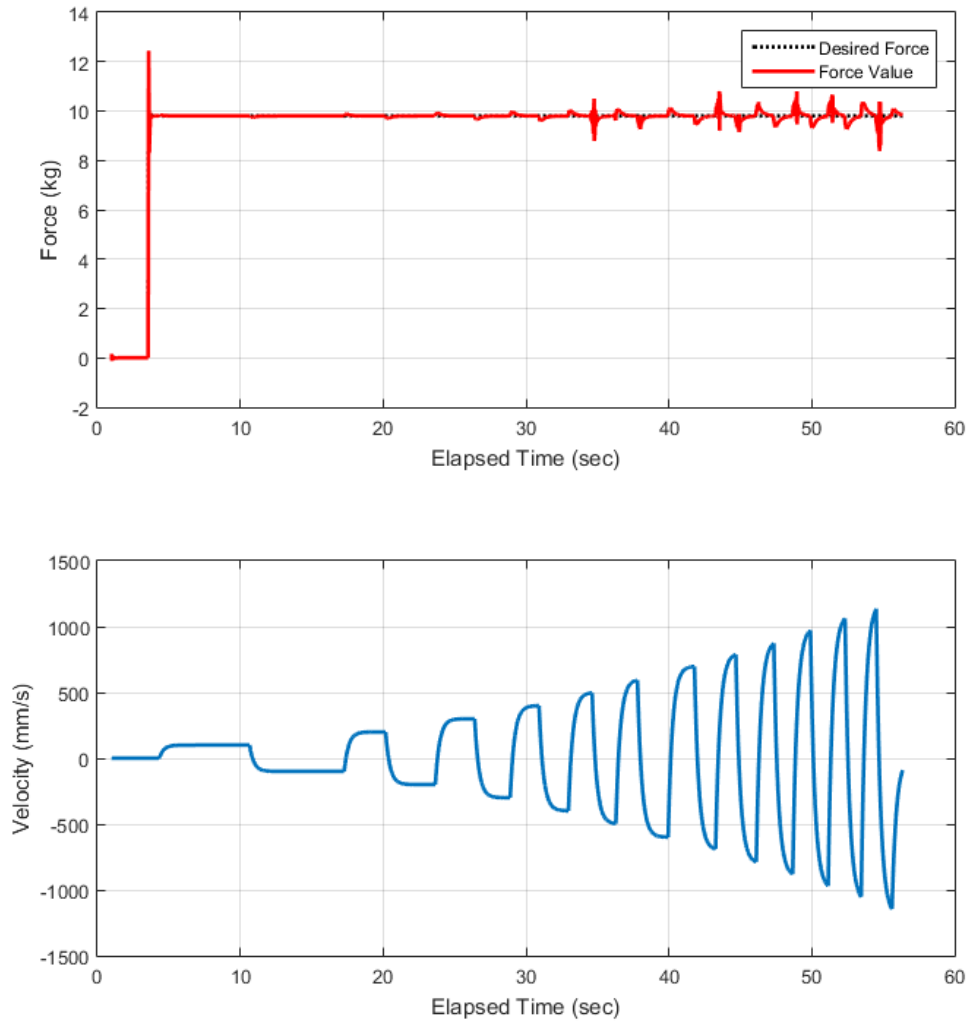 14
12
10
8
6
4
2
0
-2
Force (kg)
Desired Force
Force Value
0 10 20 30 40 50 60
Elapsed Time (sec)
1500
1000
500
0
-500
-1000
-1500
Velocity (mm/s)
0 10 20 30 40 50 60
Elapsed Time (sec)